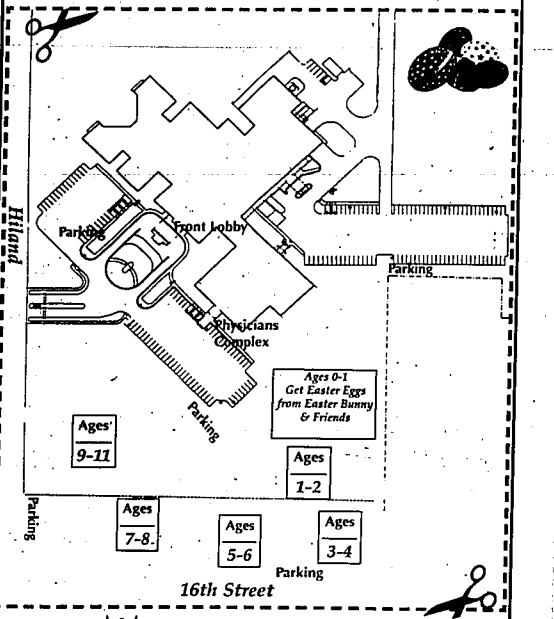 Hiland
Parking
Front Lobby
Parking
Physicians
Complex
Ages 0-1
Get Easter Eggs
from Easter Bunny
& Friends
Parking
Ages
9-11
Ages
1-2
Parking
Ages
7-8
Ages
5-6
Ages
3-4
Parking
16th Street